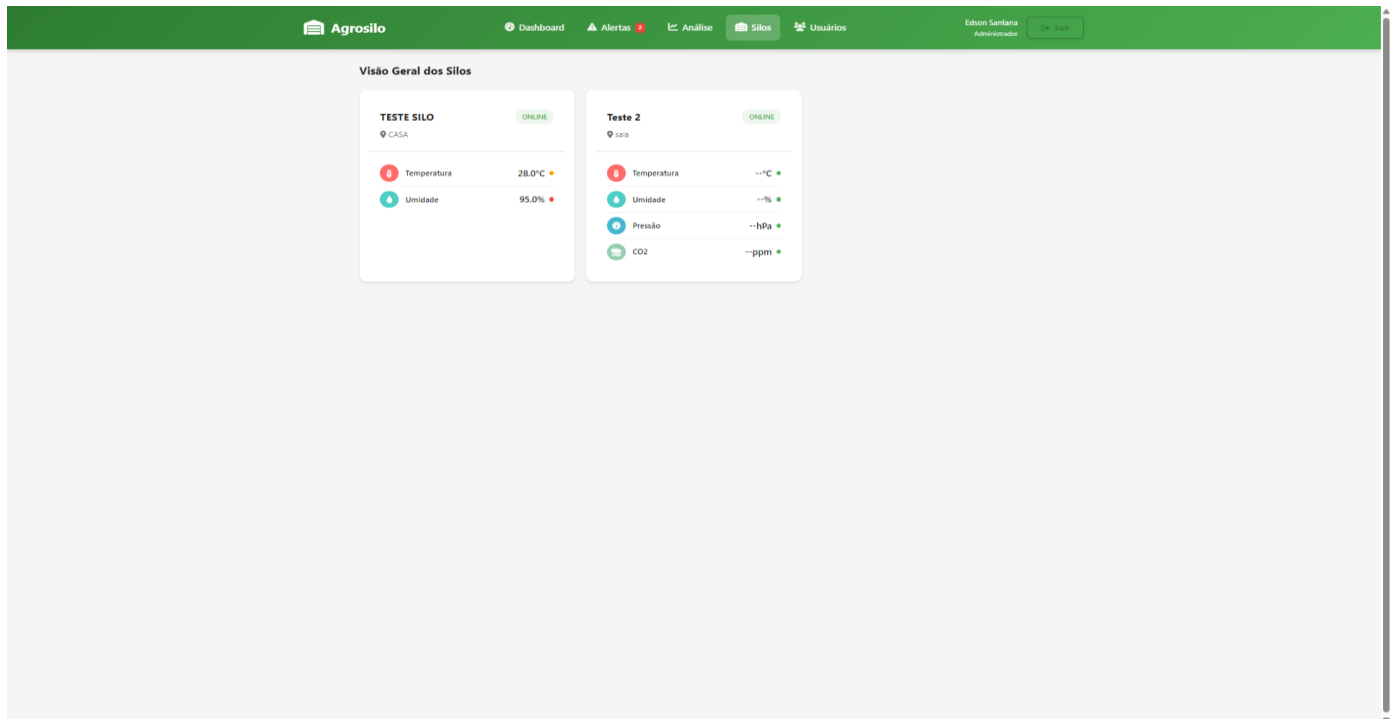 Agrosilo
Dashboard
Alertas 2
Análise
Silos
Usuários
Edson Santana
Administrador
Sair
Visão Geral dos Silos
TESTE SILO
ONLINE
CASA
Temperatura
28.0°C
Umidade
95.0%
Teste 2
ONLINE
sala
Temperatura
--°C
Umidade
--%
Pressão
--hPa
CO2
--ppm